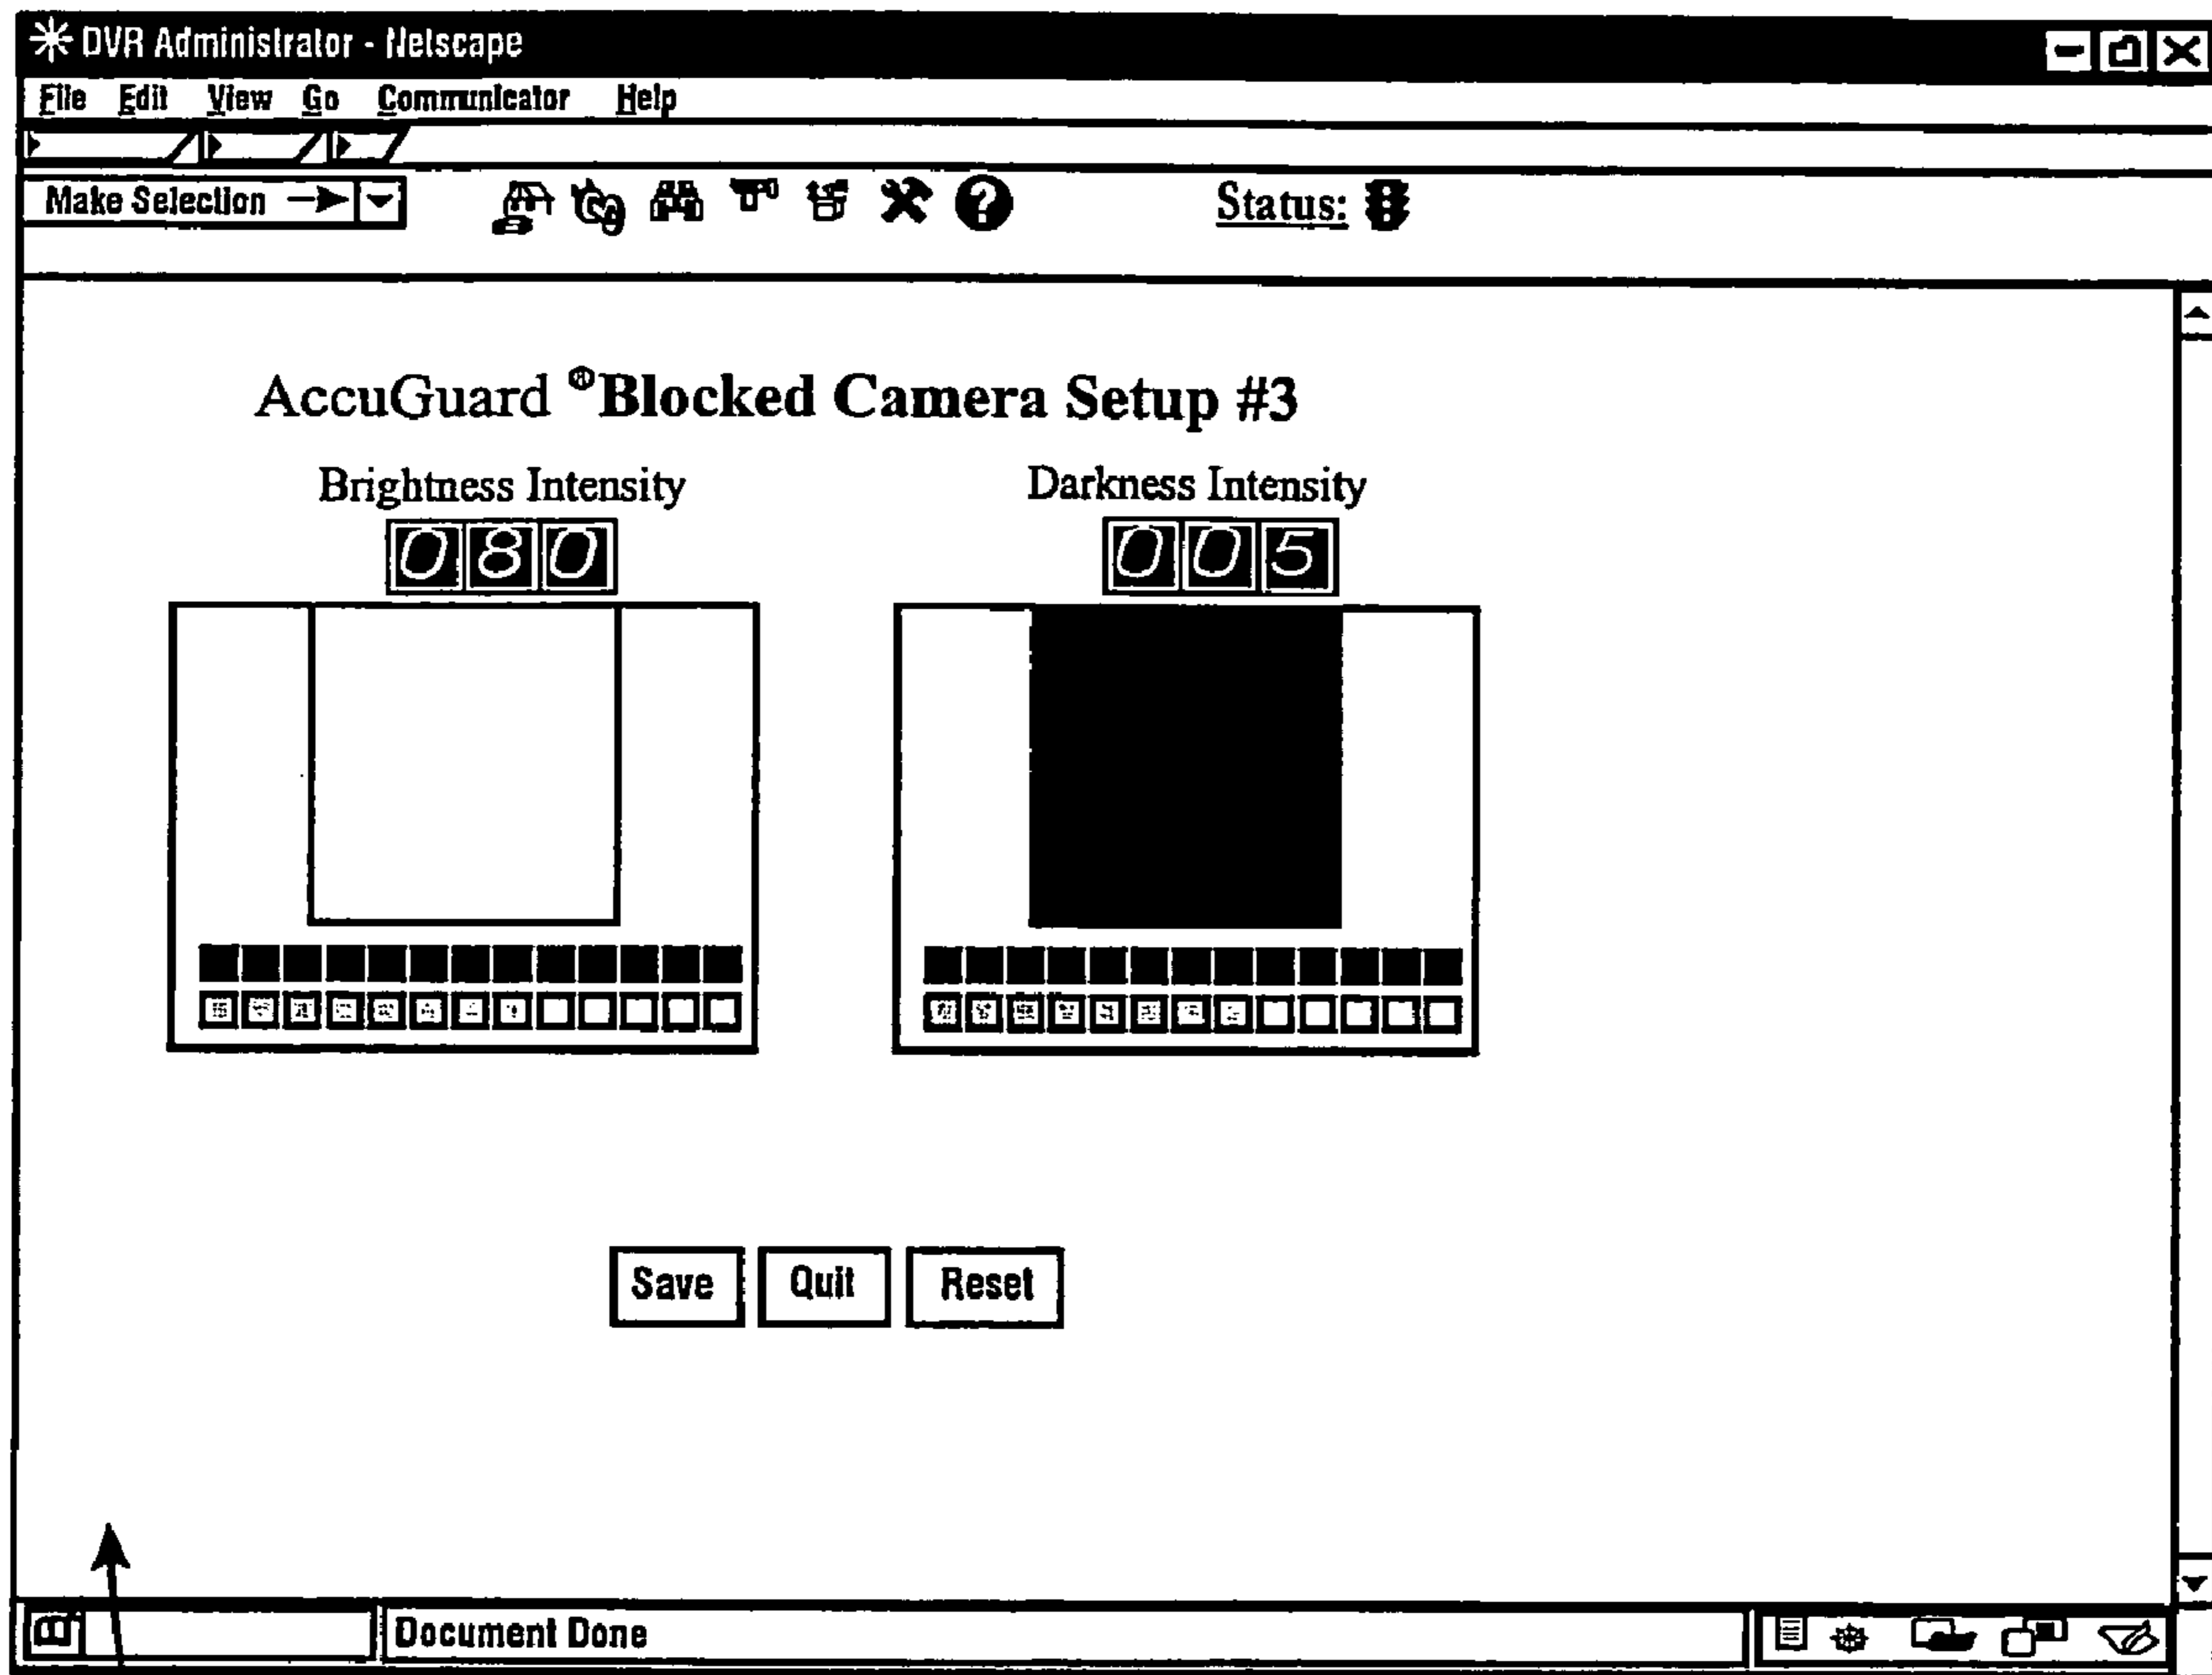 DVR Administrator - Netscape
File Edit View Go Communicator Help
Make Selection
Status:
AccuGuard ®Blocked Camera Setup #3
Brightness Intensity Darkness Intensity
080 005
Save Quit Reset
Document Done